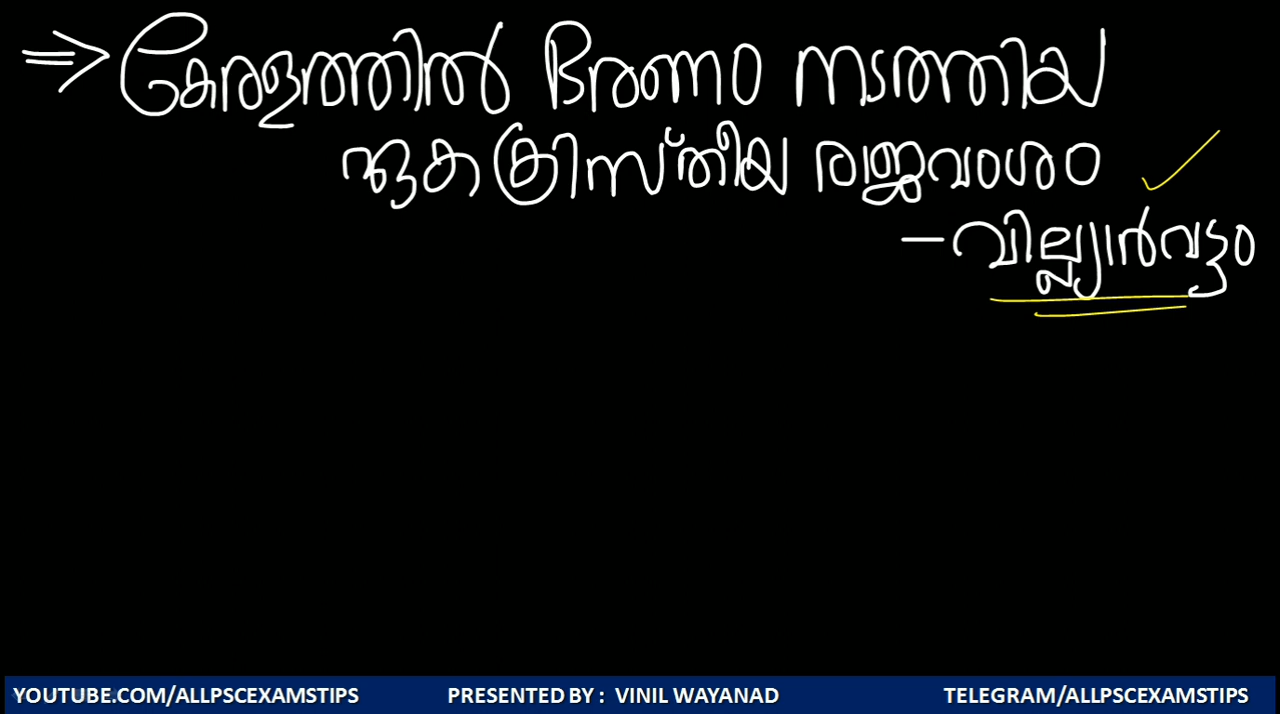 ⇒ കേരളത്തിൽ ഭരണം നടത്തിയ
ഏക ക്രിസ്തീയ രാജവംശം
- വില്ല്യാർവട്ടം
YOUTUBE.COM/ALLPSCEXAMSTIPS PRESENTED BY : VINIL WAYANAD TELEGRAM/ALLPSCEXAMSTIPS